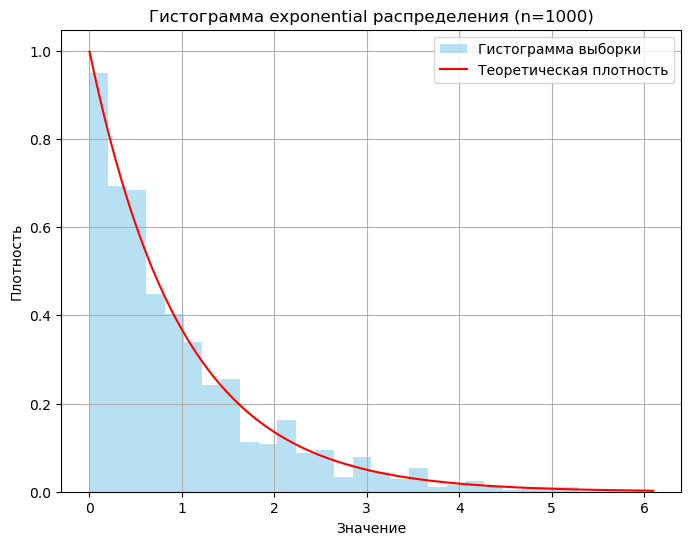 Гистограмма exponential распределения (n=1000)
Гистограмма выборки
Теоретическая плотность
Плотность
1.0
0.8
0.6
0.4
0.2
0.0
0 1 2 3 4 5 6
Значение